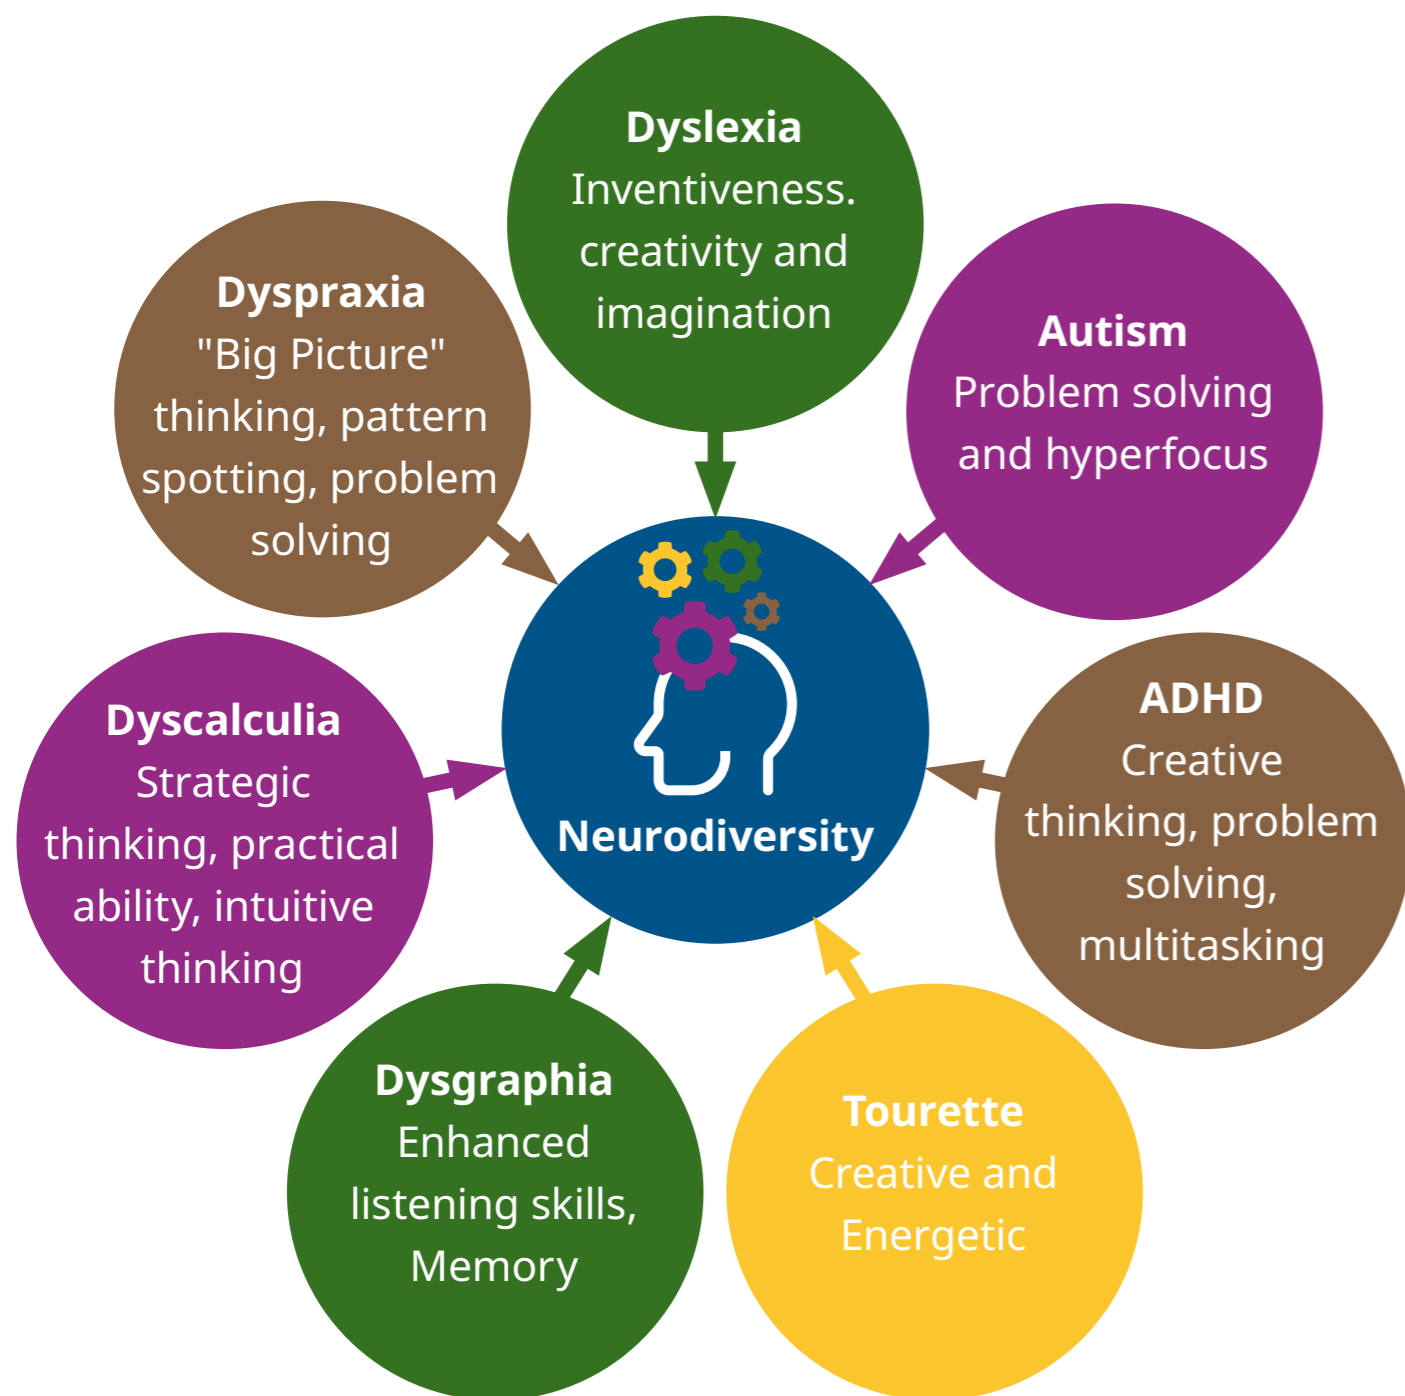 Dyslexia
Inventiveness.
creativity and
imagination
Dyspraxia
"Big Picture"
thinking, pattern
spotting, problem
solving
Autism
Problem solving
and hyperfocus
Neurodiversity
Dyscalculia
Strategic
thinking, practical
ability, intuitive
thinking
ADHD
Creative
thinking, problem
solving,
multitasking
Dysgraphia
Enhanced
listening skills,
Memory
Tourette
Creative and
Energetic